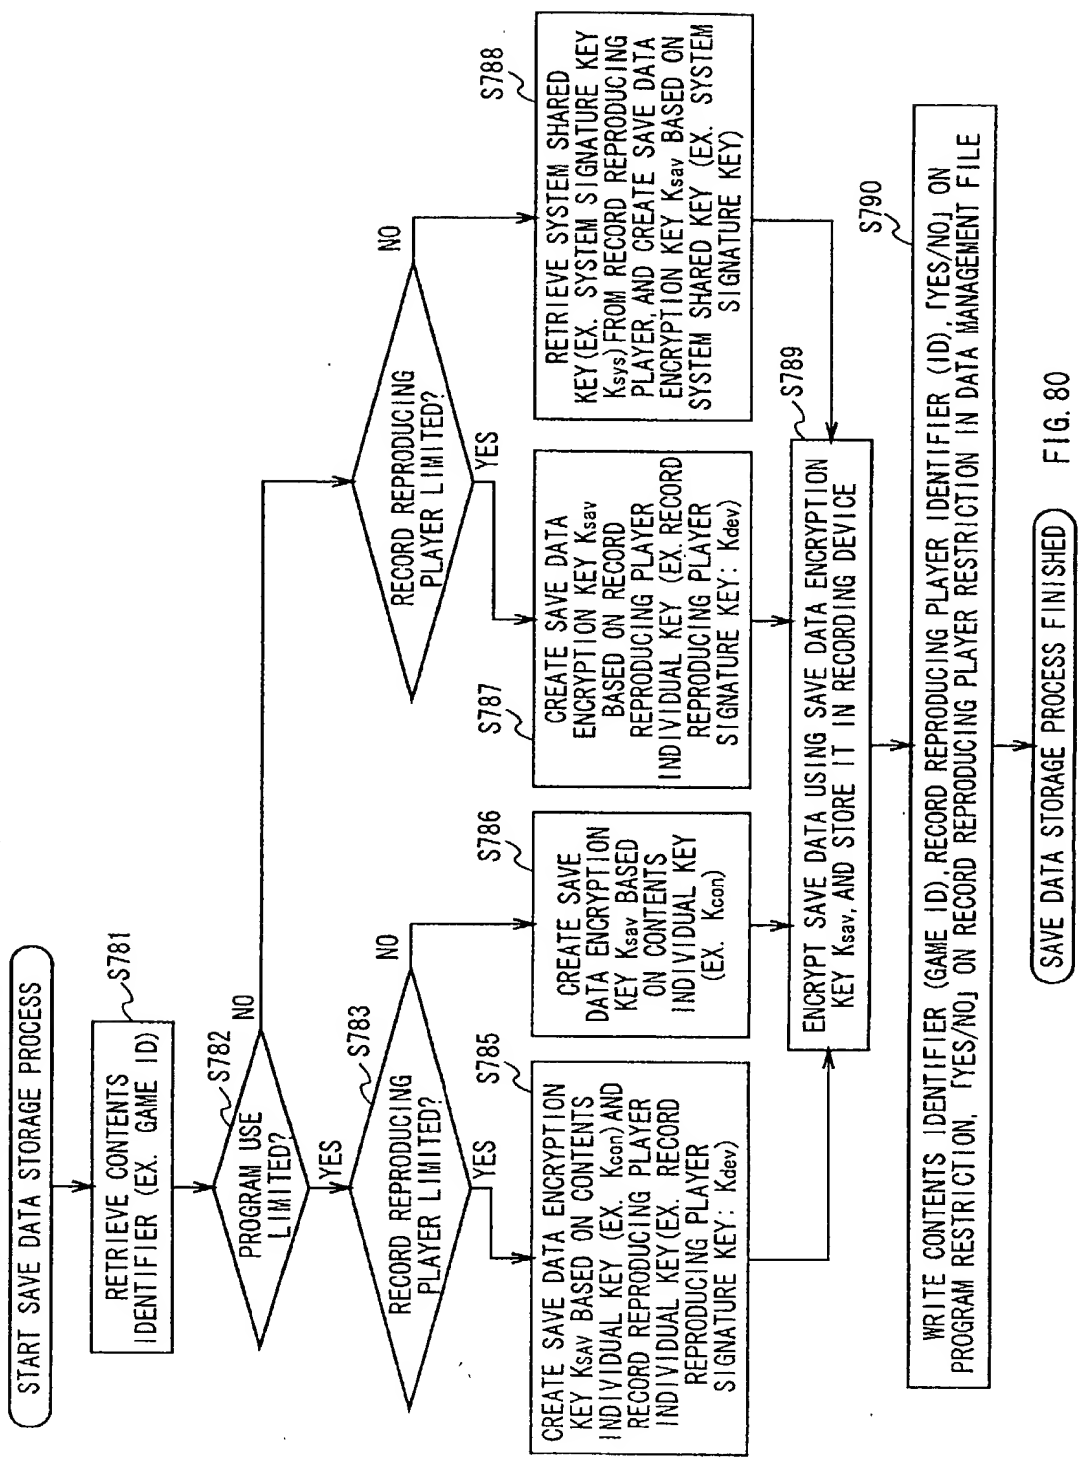 START SAVE DATA STORAGE PROCESS
S781
RETRIEVE CONTENTS
IDENTIFIER (EX. GAME ID)
S782
PROGRAM USE
LIMITED?
NO
YES
S783
RECORD REPRODUCING
PLAYER LIMITED?
NO
YES
RECORD REPRODUCING
PLAYER LIMITED?
NO
YES
S785
CREATE SAVE DATA ENCRYPTION
KEY Ksav BASED ON CONTENTS
INDIVIDUAL KEY (EX. Kcon) AND
RECORD REPRODUCING PLAYER
INDIVIDUAL KEY(EX. RECORD
REPRODUCING PLAYER
SIGNATURE KEY: Kdev)
S786
CREATE SAVE
DATA ENCRYPTION
KEY Ksav BASED
ON CONTENTS
INDIVIDUAL KEY
(EX. Kcon)
S787
CREATE SAVE DATA
ENCRYPTION KEY Ksav
BASED ON RECORD
REPRODUCING PLAYER
INDIVIDUAL KEY (EX. RECORD
REPRODUCING PLAYER
SIGNATURE KEY: Kdev)
S788
RETRIEVE SYSTEM SHARED
KEY(EX. SYSTEM SIGNATURE KEY
Ksys) FROM RECORD REPRODUCING
PLAYER, AND CREATE SAVE DATA
ENCRYPTION KEY Ksav BASED ON
SYSTEM SHARED KEY (EX. SYSTEM
SIGNATURE KEY)
S789
ENCRYPT SAVE DATA USING SAVE DATA ENCRYPTION
KEY Ksav, AND STORE IT IN RECORDING DEVICE
S790
WRITE CONTENTS IDENTIFIER (GAME ID), RECORD REPRODUCING PLAYER IDENTIFIER (ID), ｢YES/NO｣ ON
PROGRAM RESTRICTION, ｢YES/NO｣ ON RECORD REPRODUCING PLAYER RESTRICTION IN DATA MANAGEMENT FILE
SAVE DATA STORAGE PROCESS FINISHED
FIG. 80